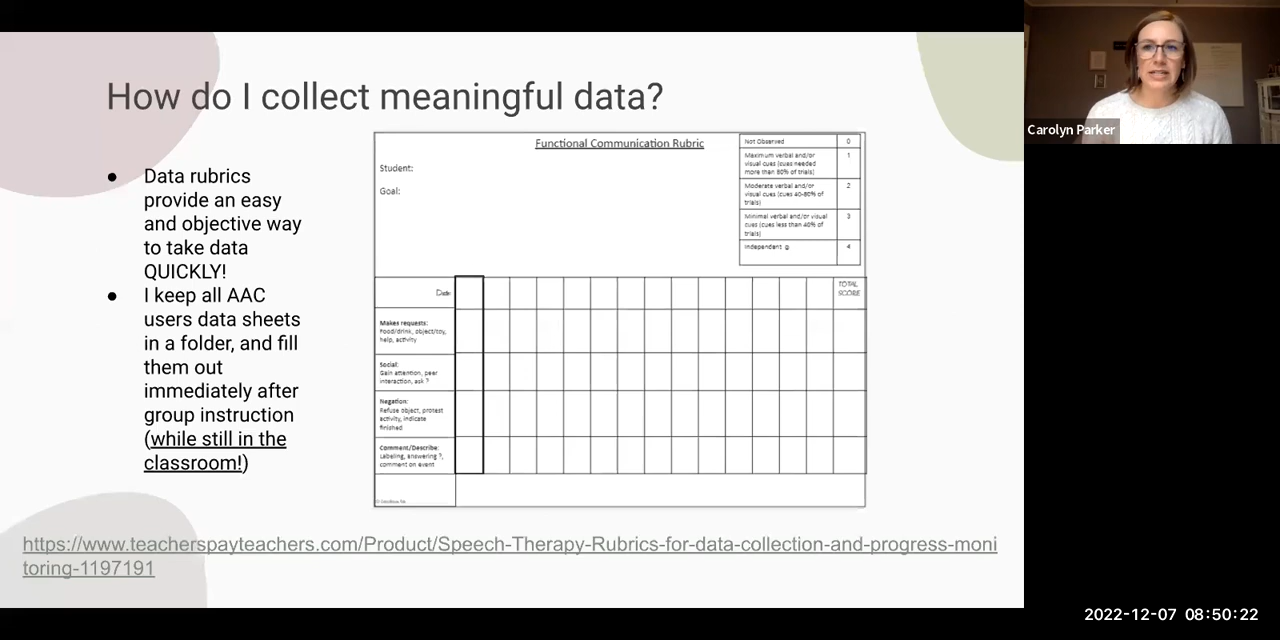 How do I collect meaningful data?
● Data rubrics
provide an easy
and objective way
to take data
QUICKLY!
● I keep all AAC
users data sheets
in a folder, and fill
them out
immediately after
group instruction
(while still in the
classroom!)
Functional Communication Rubric
Student:
Goal:
Not Observed 0
Maximum verbal and/or 1
visual cues (cues needed
more than 80% of trials)
Moderate verbal and/or 2
visual cues (cues 40-80% of
trials)
Minimal verbal and/or visual 3
cues (cues less than 40% of
trials)
Independent 4
Date
TOTAL
SCORE
Makes requests:
Food/drink, object/toy,
help, activity
Social:
Gain attention, peer
interaction, ask ?
Negation:
Refuse object, protest
activity, indicate
finished
Comment/Describe:
Labeling, answering ?,
comment on event
https://www.teacherspayteachers.com/Product/Speech-Therapy-Rubrics-for-data-collection-and-progress-moni
toring-1197191
Carolyn Parker
2022-12-07 08:50:22